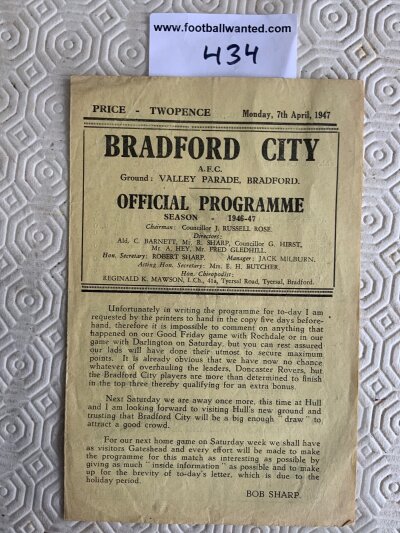 www.footballwanted.com
434
PRICE - TWOPENCE Monday, 7th April, 1947
BRADFORD CITY
A.F.C.
Ground: VALLEY PARADE, BRADFORD.
OFFICIAL PROGRAMME
SEASON - 1946-47
Chairman: Councillor J. RUSSELL ROSE.
Directors:
Ald. C. BARNETT, Mr. B. SHARP, Councillor G. HIRST,
Mr. A. HEY, Mr. FRED GLEDHILL.
Hon. Secretary: ROBERT SHARP. Manager: JACK MILBURN.
Acting Hon. Secretary: Mrs. E. H. BUTCHER.
Hon. Chiropodist:
REGINALD K. MAWSON, L.Ch., 41a, Tyersal Road, Tyersal, Bradford.
Unfortunately in writing the programme for to-day I am
requested by the printers to hand in the copy five days before-
hand, therefore it is impossible to comment on anything that
happened on our Good Friday game with Rochdale or in our
game with Darlington on Saturday, but you can rest assured
our lads will have done their utmost to secure maximum
points. It is already obvious that we have now no chance
whatever of overhauling the leaders, Doncaster Rovers, but
the Bradford City players are more than determined to finish
in the top three thereby qualifying for an extra bonus.
Next Saturday we are away once more, this time at Hull
and I am looking forward to visiting Hull's new ground and
trusting that Bradford City will be a big enough "draw" to
attract a good crowd.
For our next home game on Saturday week we shall have
as visitors Gateshead and every effort will be made to make
the programme for this match as interesting as possible by
giving as much "inside information" as possible and to make
up for the brevity of to-day's letter, which is due to the
holiday period.
BOB SHARP.